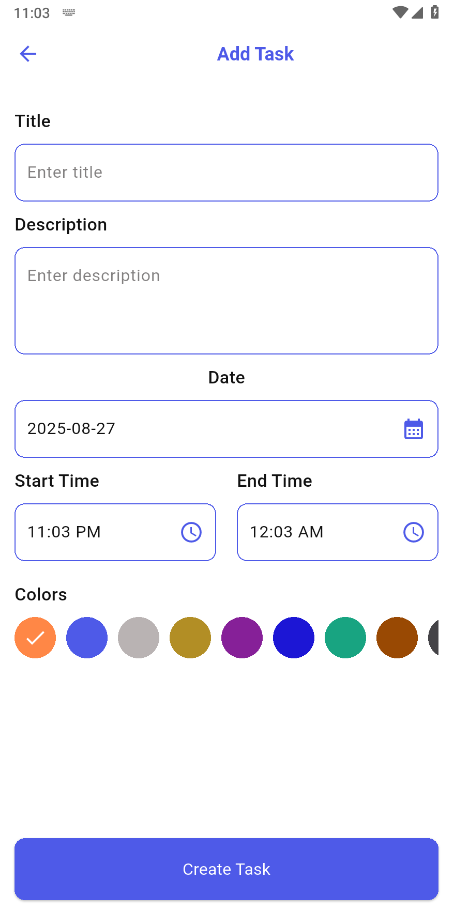 11:03
Add Task
Title
Enter title
Description
Enter description
Date
2025-08-27
Start Time End Time
11:03 PM 12:03 AM
Colors
Create Task